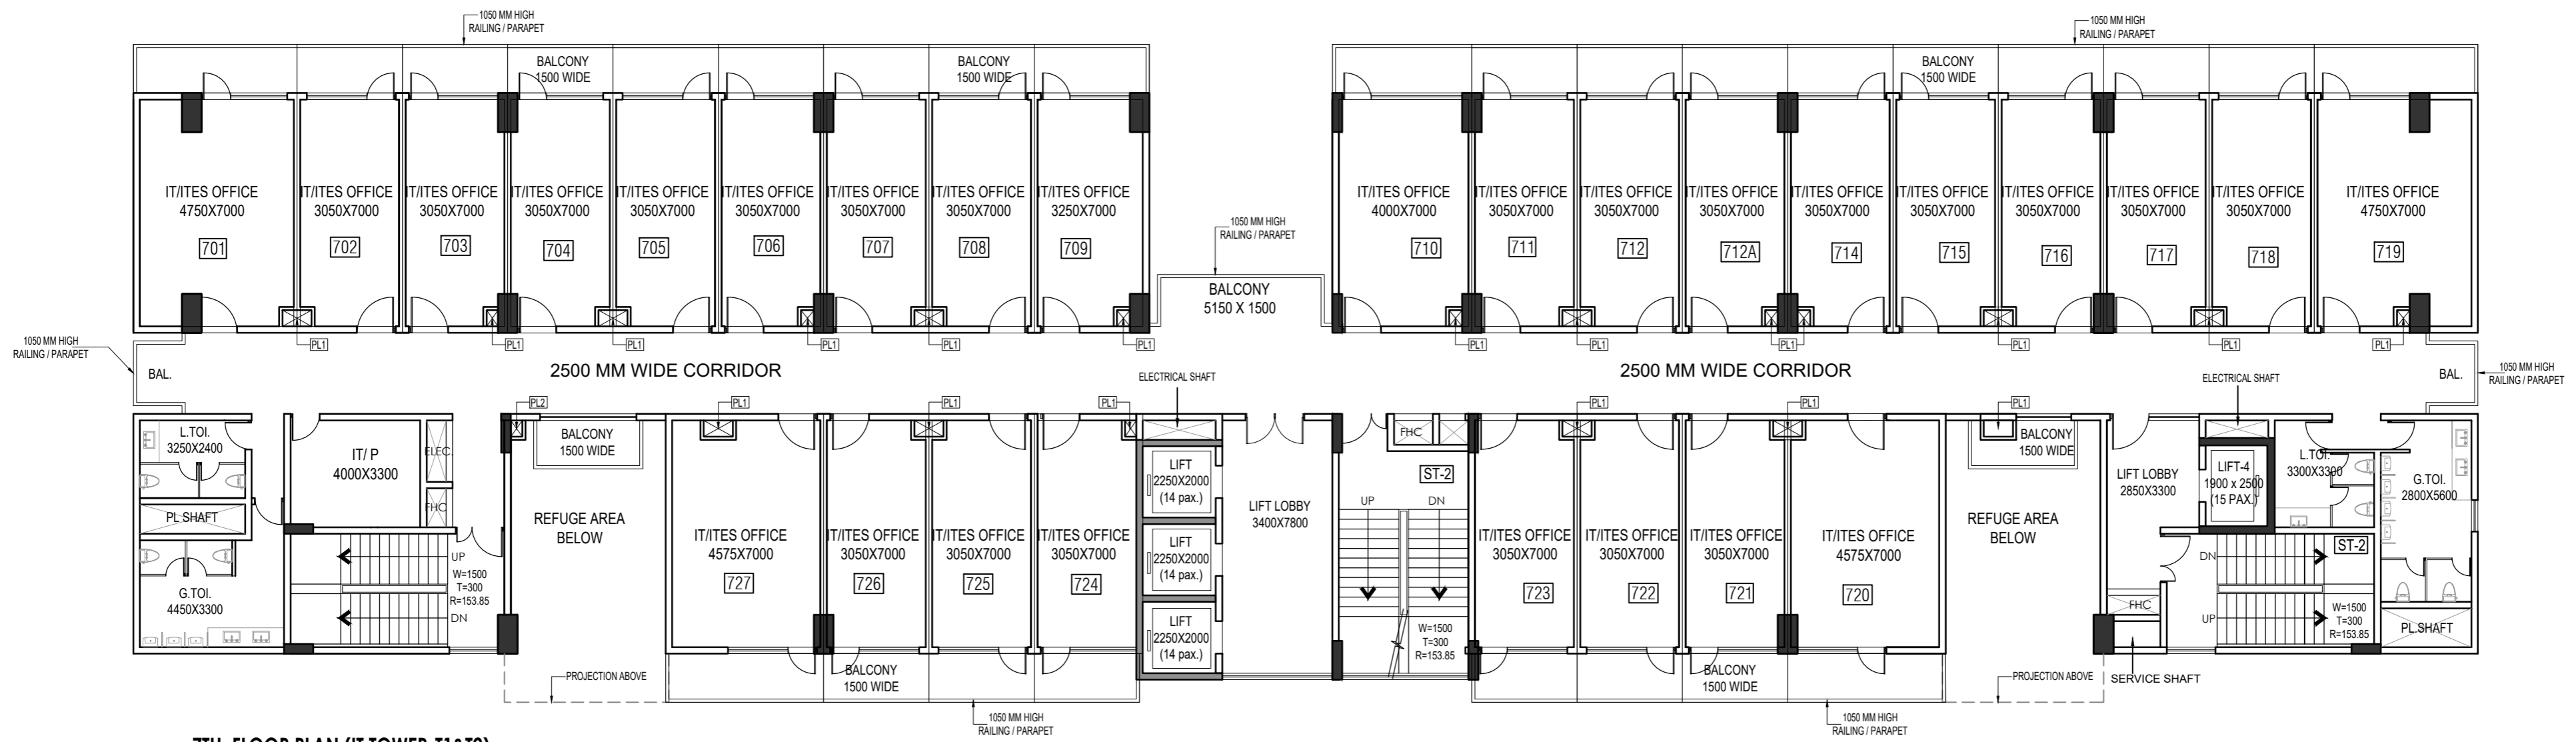 1050 MM HIGH
RAILING / PARAPET
1050 MM HIGH
RAILING / PARAPET
BALCONY
1500 WIDE
BALCONY
1500 WIDE
BALCONY
1500 WIDE
IT/ITES OFFICE
4750X7000
701
IT/ITES OFFICE
3050X7000
702
IT/ITES OFFICE
3050X7000
703
IT/ITES OFFICE
3050X7000
704
IT/ITES OFFICE
3050X7000
705
IT/ITES OFFICE
3050X7000
706
IT/ITES OFFICE
3050X7000
707
IT/ITES OFFICE
3050X7000
708
IT/ITES OFFICE
3250X7000
709
1050 MM HIGH
RAILING / PARAPET
BALCONY
5150 X 1500
IT/ITES OFFICE
4000X7000
710
IT/ITES OFFICE
3050X7000
711
IT/ITES OFFICE
3050X7000
712
IT/ITES OFFICE
3050X7000
712A
IT/ITES OFFICE
3050X7000
714
IT/ITES OFFICE
3050X7000
715
IT/ITES OFFICE
3050X7000
716
IT/ITES OFFICE
3050X7000
717
IT/ITES OFFICE
3050X7000
718
IT/ITES OFFICE
4750X7000
719
PL1
PL1
PL1
PL1
PL1
PL1
PL1
PL1
PL1
PL1
PL1
PL1
1050 MM HIGH
RAILING / PARAPET
BAL.
2500 MM WIDE CORRIDOR
ELECTRICAL SHAFT
2500 MM WIDE CORRIDOR
ELECTRICAL SHAFT
BAL.
1050 MM HIGH
RAILING / PARAPET
PL2
PL1
PL1
PL1
PL1
PL1
PL1
L.TOI.
3250X2400
PL SHAFT
G.TOI.
4450X3300
IT/ P
4000X3300
ELEC.
FHC
UP
W=1500
T=300
R=153.85
DN
BALCONY
1500 WIDE
REFUGE AREA
BELOW
IT/ITES OFFICE
4575X7000
727
IT/ITES OFFICE
3050X7000
726
IT/ITES OFFICE
3050X7000
725
IT/ITES OFFICE
3050X7000
724
LIFT
2250X2000
(14 pax.)
LIFT
2250X2000
(14 pax.)
LIFT
2250X2000
(14 pax.)
LIFT LOBBY
3400X7800
FHC
ST-2
UP
DN
W=1500
T=300
R=153.85
IT/ITES OFFICE
3050X7000
723
IT/ITES OFFICE
3050X7000
722
IT/ITES OFFICE
3050X7000
721
IT/ITES OFFICE
4575X7000
720
BALCONY
1500 WIDE
REFUGE AREA
BELOW
LIFT LOBBY
2850X3300
LIFT-4
1900 x 2500
(15 PAX.)
L.TOI.
3300X3300
G.TOI.
2800X5600
ST-2
DN
UP
W=1500
T=300
R=153.85
FHC
PL.SHAFT
SERVICE SHAFT
PROJECTION ABOVE
BALCONY
1500 WIDE
BALCONY
1500 WIDE
PROJECTION ABOVE
1050 MM HIGH
RAILING / PARAPET
1050 MM HIGH
RAILING / PARAPET
7TH FLOOR PLAN (IT TOWER-T1&T2)